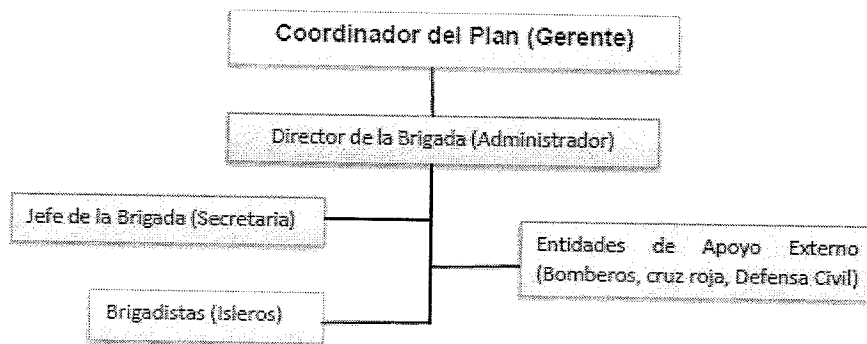 Coordinador del Plan (Gerente)
Director de la Brigada (Administrador)
Jefe de la Brigada (Secretaria)
Entidades de Apoyo Externo
(Bomberos, cruz roja, Defensa Civil)
Brigadistas (Isleros)